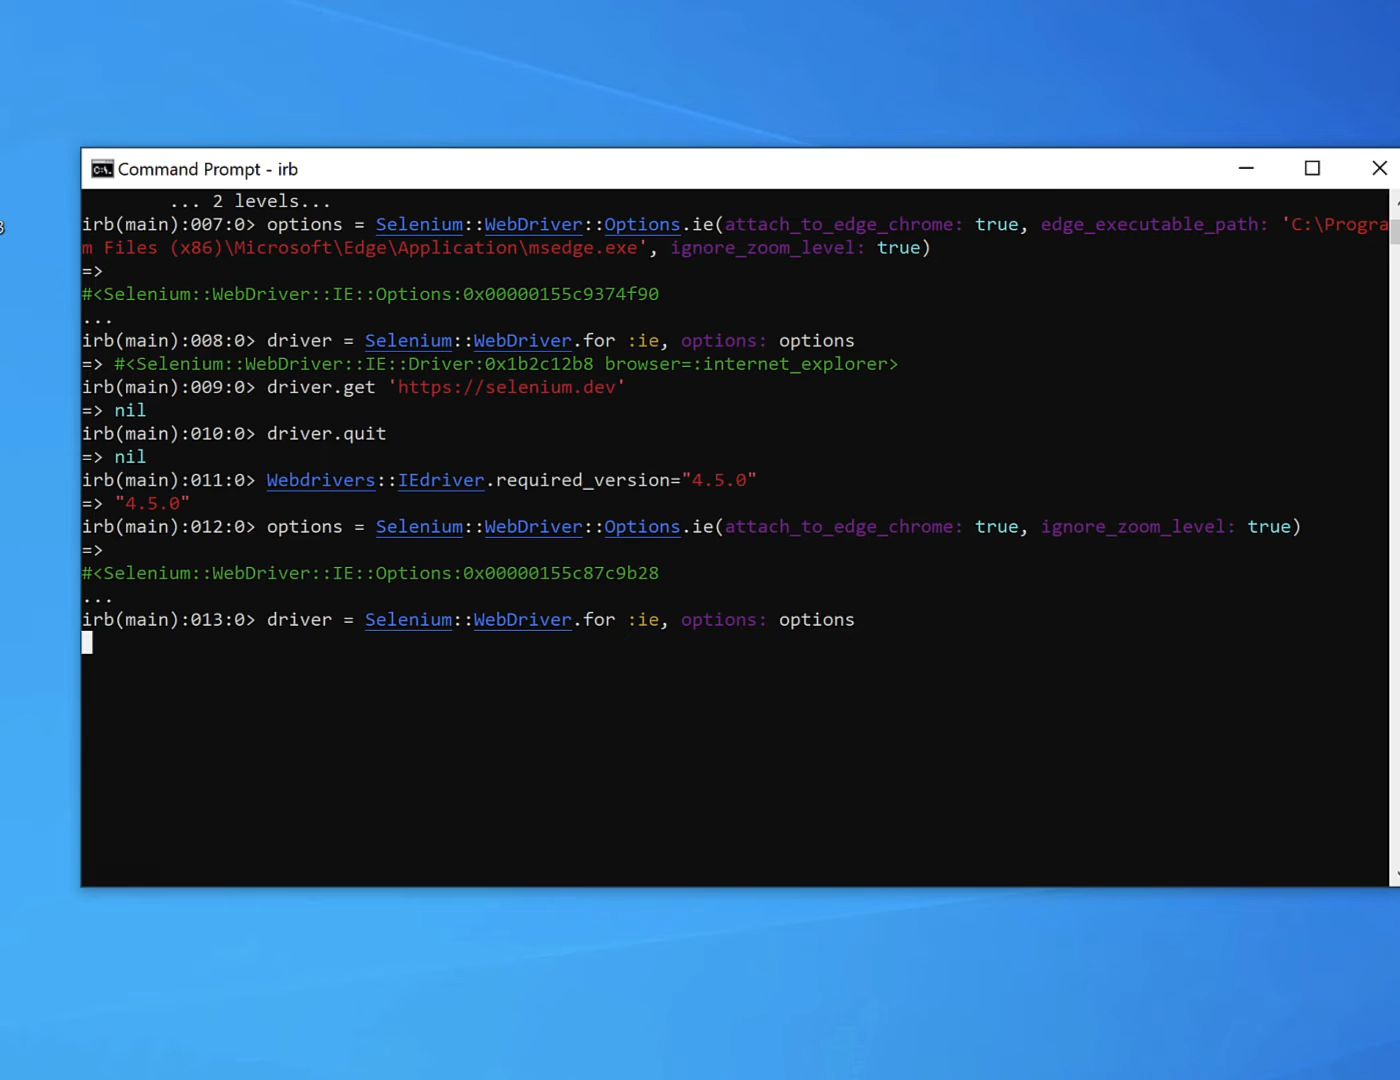 Command Prompt - irb
... 2 levels...
irb(main):007:0> options = Selenium::WebDriver::Options.ie(attach_to_edge_chrome: true, edge_executable_path: 'C:\Progra
m Files (x86)\Microsoft\Edge\Application\msedge.exe', ignore_zoom_level: true)
=>
#<Selenium::WebDriver::IE::Options:0x00000155c9374f90
...
irb(main):008:0> driver = Selenium::WebDriver.for :ie, options: options
=> #<Selenium::WebDriver::IE::Driver:0x1b2c12b8 browser=:internet_explorer>
irb(main):009:0> driver.get 'https://selenium.dev'
=> nil
irb(main):010:0> driver.quit
=> nil
irb(main):011:0> Webdrivers::IEdriver.required_version="4.5.0"
=> "4.5.0"
irb(main):012:0> options = Selenium::WebDriver::Options.ie(attach_to_edge_chrome: true, ignore_zoom_level: true)
=>
#<Selenium::WebDriver::IE::Options:0x00000155c87c9b28
...
irb(main):013:0> driver = Selenium::WebDriver.for :ie, options: options